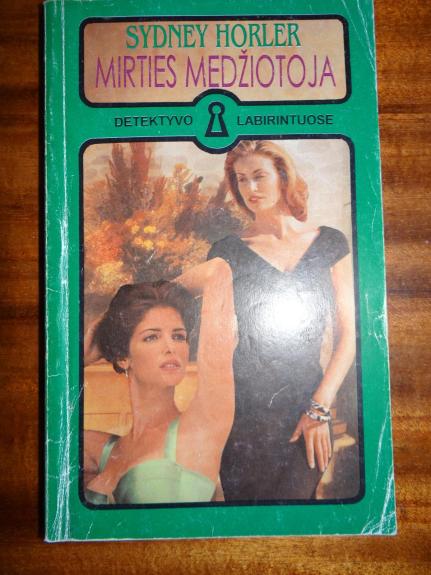 SYDNEY HORLER
MIRTIES MEDŽIOTOJA
DETEKTYVO LABIRINTUOSE